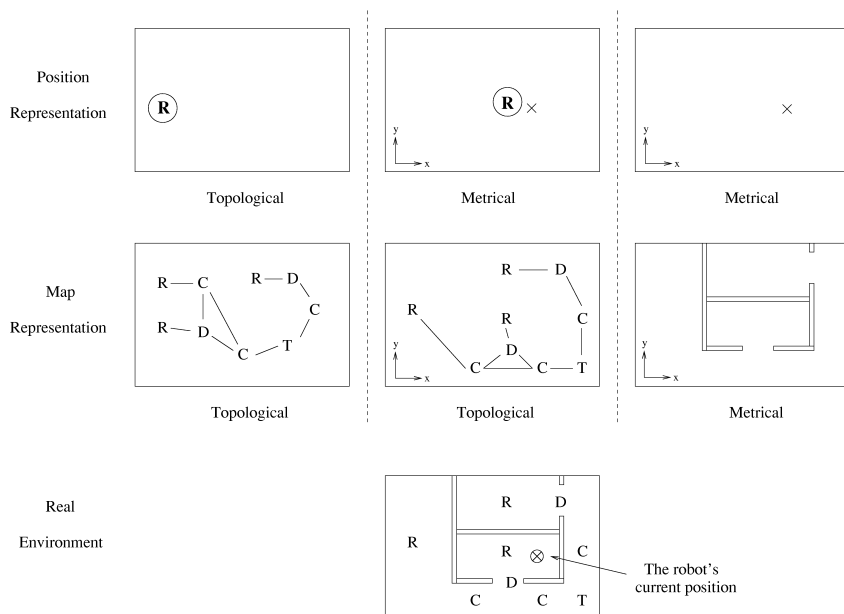 Position
Representation
R
R
y
x
y
x
Topological
Metrical
Metrical
Map
Representation
R C R D
R D C
C T
R D
R
R
D C
C C T
y
x
y
x
Topological
Topological
Metrical
Real
Environment
R D
R
R C
D
C C T
The robot's
current position